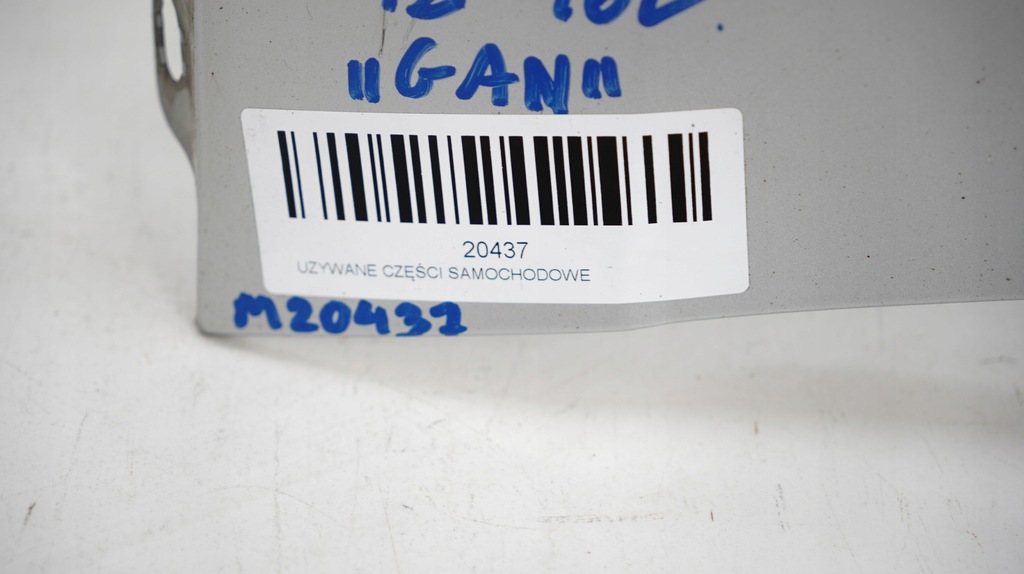 "GAN"
20437
UZYWANE CZĘŚCI SAMOCHODOWE
M20437